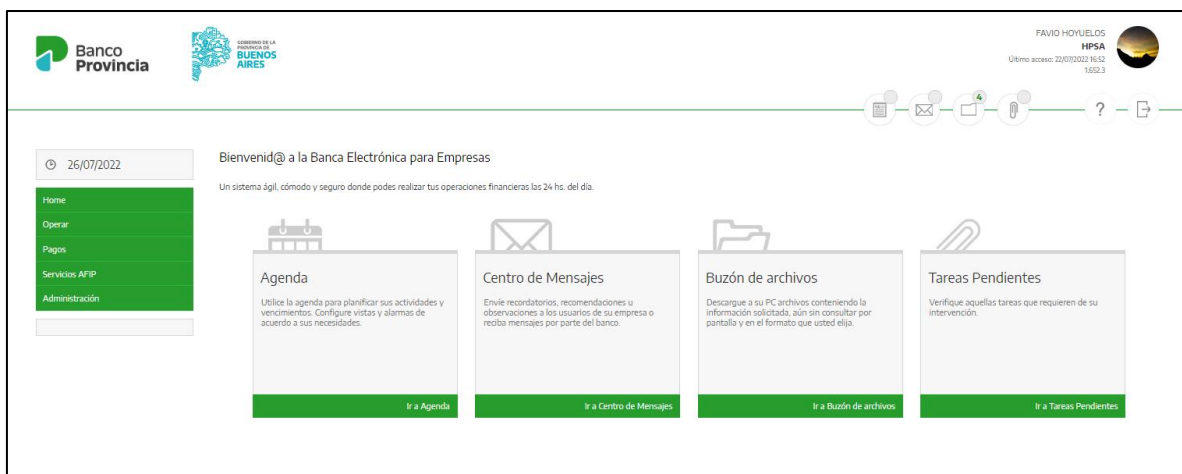 Banco
Provincia
GOBIERNO DE LA
PROVINCIA DE
BUENOS
AIRES
FAVIO HOYUELOS
HPSA
Último acceso: 22/07/2022 16:52
1.652.3
4
?
26/07/2022
Home
Operar
Pagos
Servicios AFIP
Administración
Bienvenid@ a la Banca Electrónica para Empresas
Un sistema ágil, cómodo y seguro donde podes realizar tus operaciones financieras las 24 hs. del día.
Agenda
Utilice la agenda para planificar sus actividades y
vencimientos. Configure vistas y alarmas de
acuerdo a sus necesidades.
Ir a Agenda
Centro de Mensajes
Envíe recordatorios, recomendaciones u
observaciones a los usuarios de su empresa o
reciba mensajes por parte del banco.
Ir a Centro de Mensajes
Buzón de archivos
Descargue a su PC archivos conteniendo la
información solicitada, aún sin consultar por
pantalla y en el formato que usted elija.
Ir a Buzón de archivos
Tareas Pendientes
Verifique aquellas tareas que requieren de su
intervención.
Ir a Tareas Pendientes